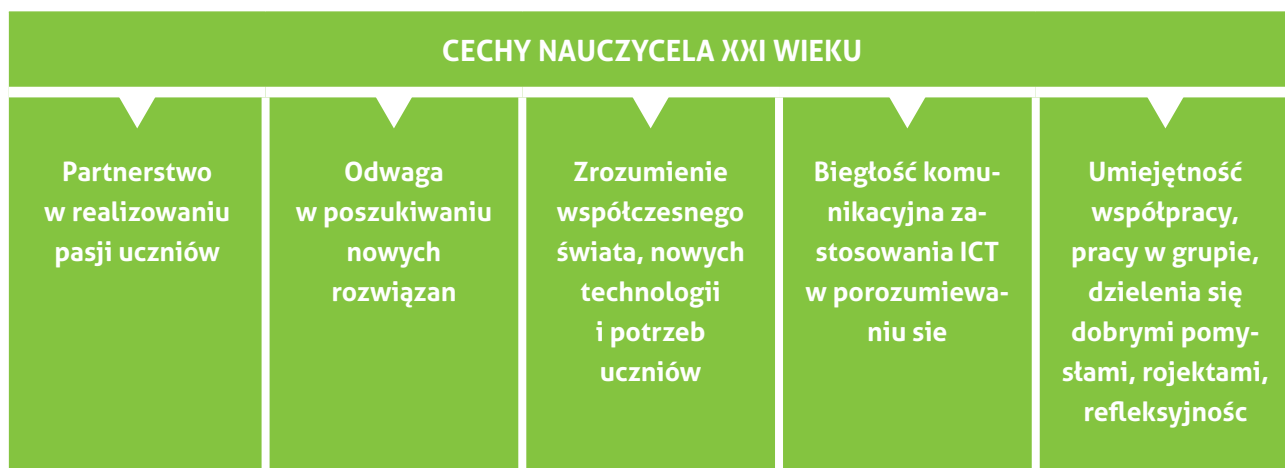 CECHY NAUCZYCELA XXI WIEKU
Partnerstwo
w realizowaniu
pasji uczniów
Odwaga
w poszukiwaniu
nowych
rozwiązan
Zrozumienie
współczesnego
świata, nowych
technologii
i potrzeb
uczniów
Biegłość komu-
nikacyjna za-
stosowania ICT
w porozumiewa-
niu sie
Umiejętność
współpracy,
pracy w grupie,
dzielenia się
dobrymi pomy-
słami, rojektami,
refleksyjnośc